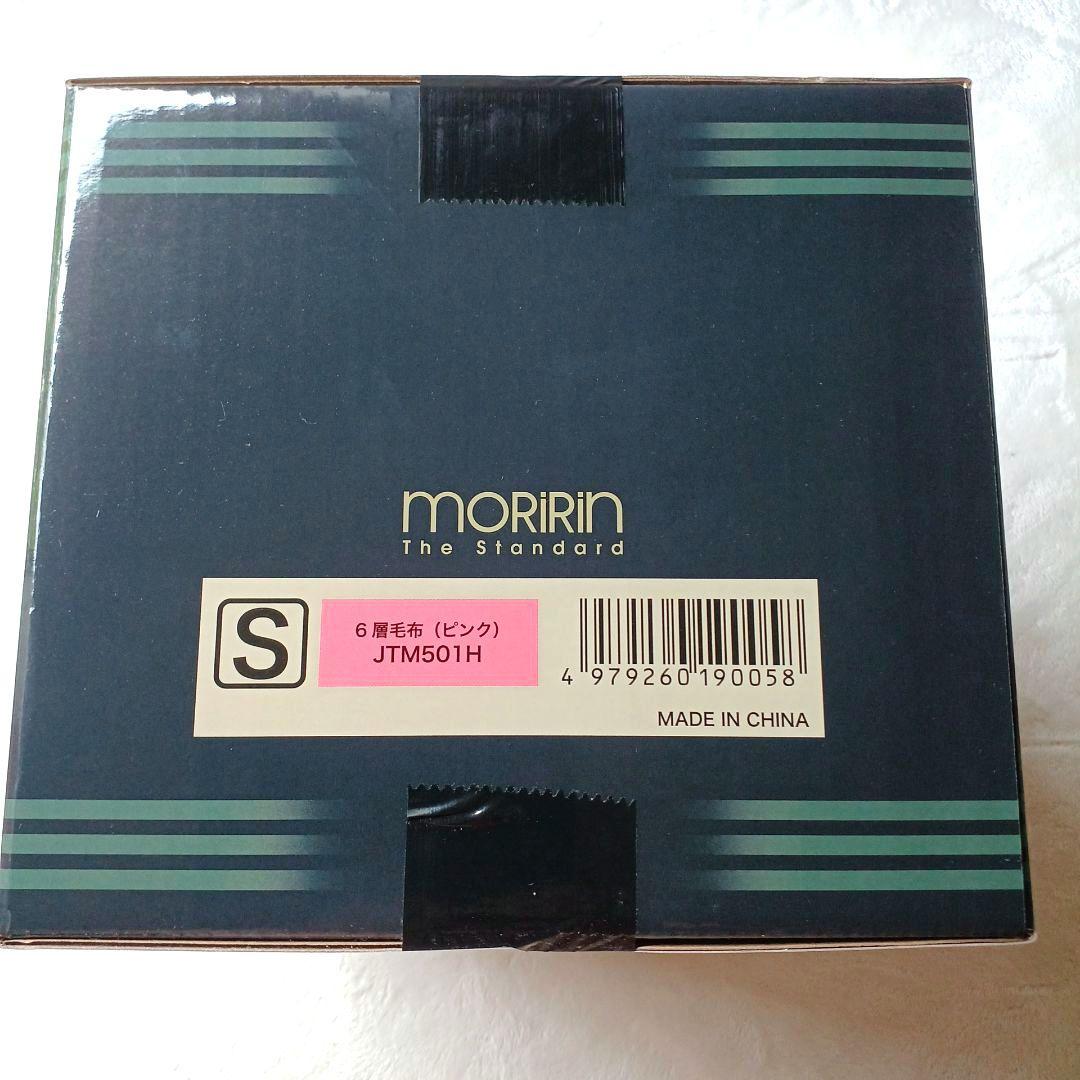 moRiRin
The Standard
S
6層毛布（ピンク）
JTM501H
4 979260 190058
MADE IN CHINA